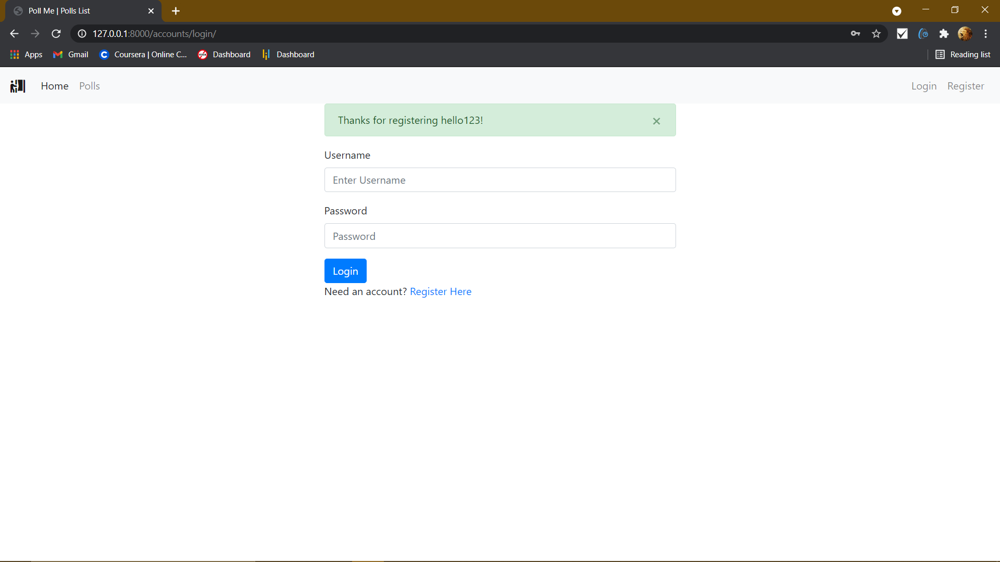 Poll Me | Polls List
127.0.0.1:8000/accounts/login/
Apps Gmail Coursera | Online C... Dashboard Dashboard Reading list
Home Polls Login Register
Thanks for registering hello123! ×
Username
Enter Username
Password
Password
Login
Need an account? Register Here